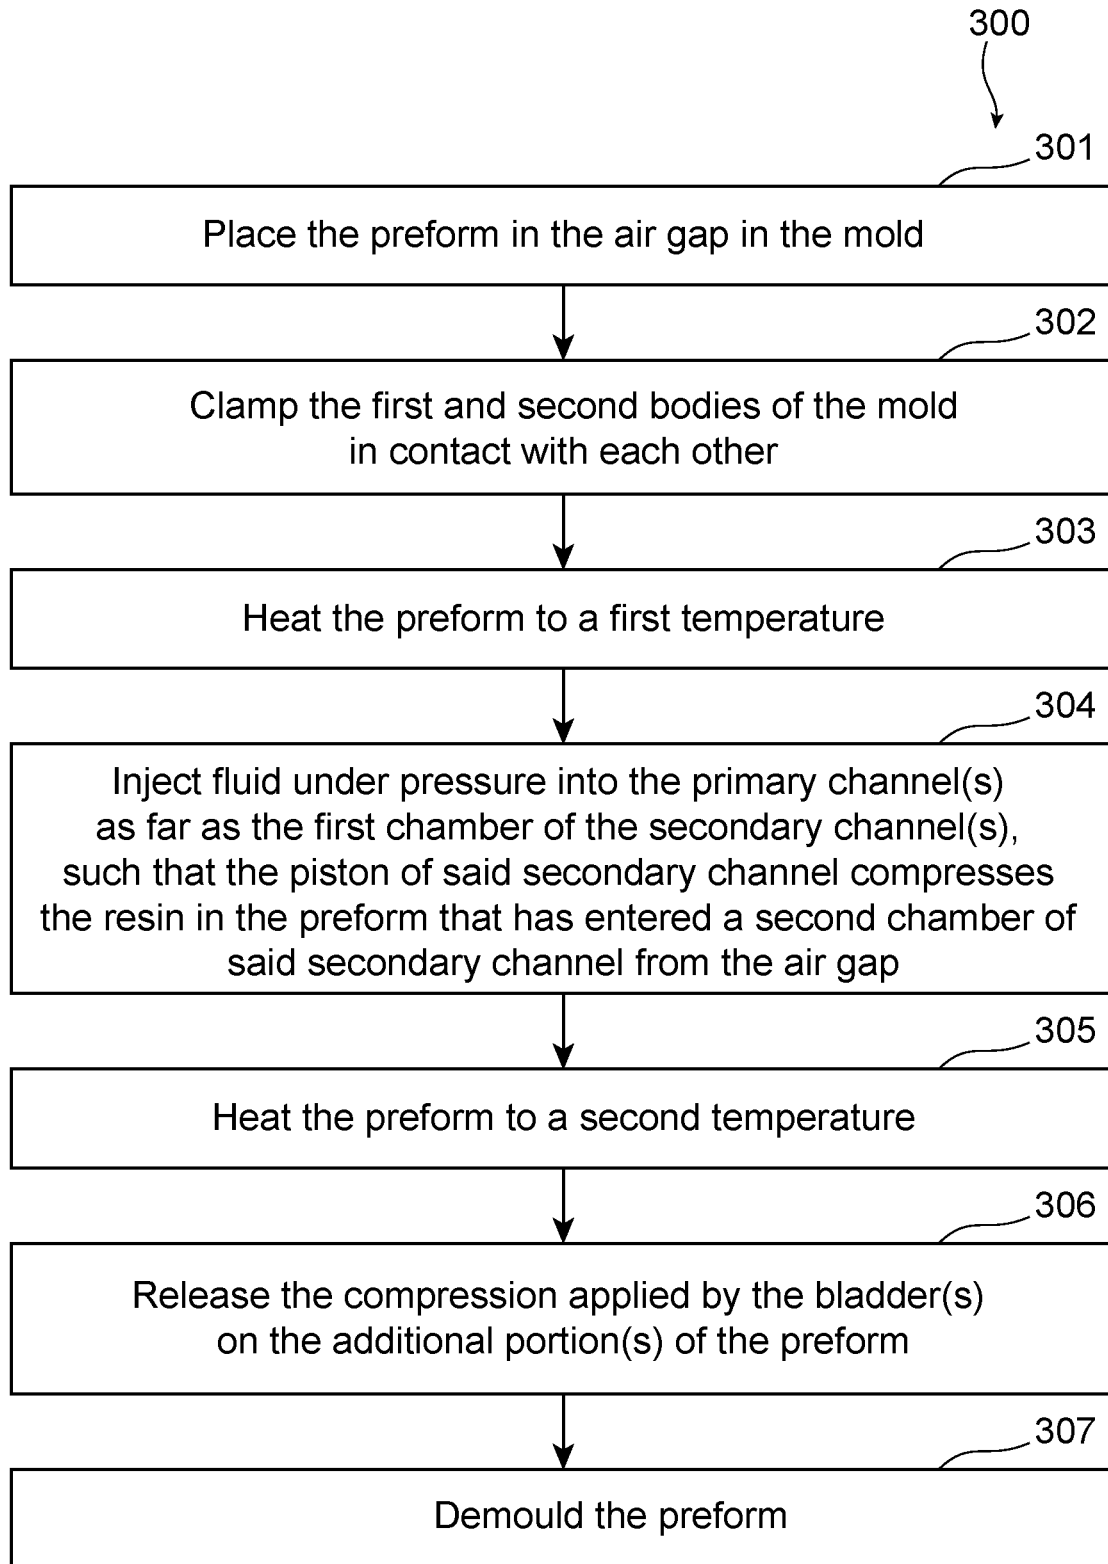 300
301
Place the preform in the air gap in the mold
302
Clamp the first and second bodies of the mold
in contact with each other
303
Heat the preform to a first temperature
304
Inject fluid under pressure into the primary channel(s)
as far as the first chamber of the secondary channel(s),
such that the piston of said secondary channel compresses
the resin in the preform that has entered a second chamber of
said secondary channel from the air gap
305
Heat the preform to a second temperature
306
Release the compression applied by the bladder(s)
on the additional portion(s) of the preform
307
Demould the preform